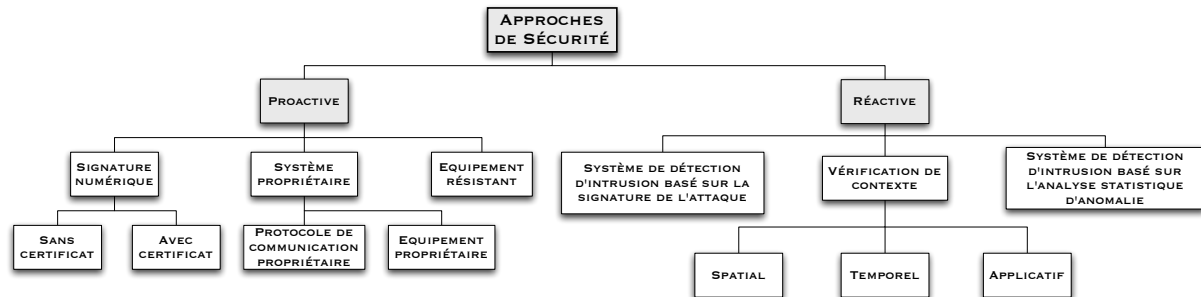 APPROCHES
DE SÉCURITÉ
PROACTIVE
RÉACTIVE
SIGNATURE
NUMÉRIQUE
SYSTÈME
PROPRIÉTAIRE
EQUIPEMENT
RÉSISTANT
SYSTÈME DE DÉTECTION
D'INTRUSION BASÉ SUR LA
SIGNATURE DE L'ATTAQUE
VÉRIFICATION DE
CONTEXTE
SYSTÈME DE DÉTECTION
D'INTRUSION BASÉ SUR
L'ANALYSE STATISTIQUE
D'ANOMALIE
SANS
CERTIFICAT
AVEC
CERTIFICAT
PROTOCOLE DE
COMMUNICATION
PROPRIÉTAIRE
EQUIPEMENT
PROPRIÉTAIRE
SPATIAL
TEMPOREL
APPLICATIF